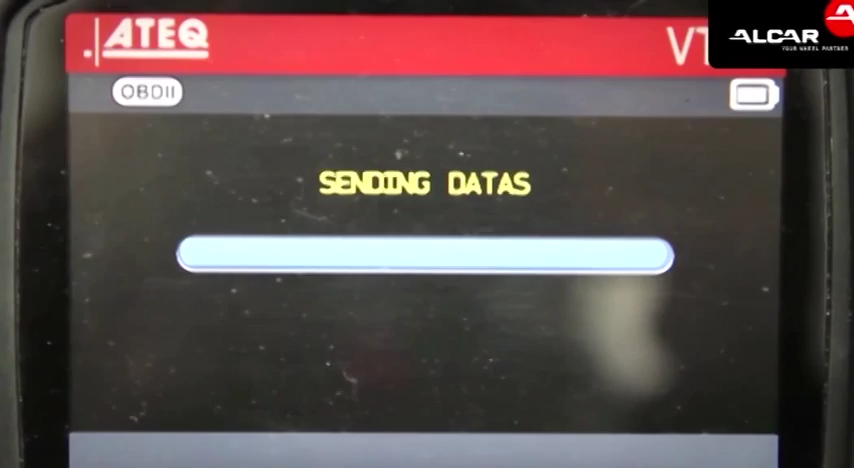 ATEQ
VT
ALCAR
YOUR WHEEL PARTNER
OBDII
SENDING DATAS